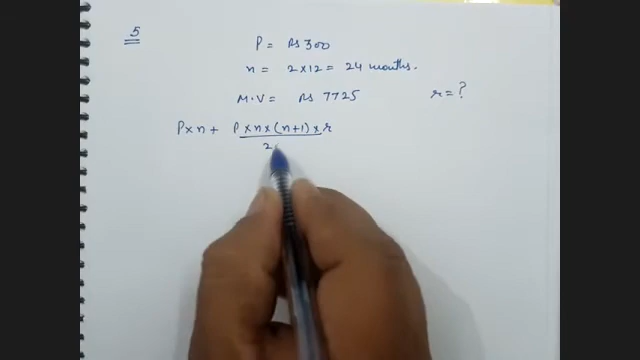 5
P = Rs 300
n = 2 × 12 = 24 months.
M.V = Rs 7725 r = ?
P × n + P × n × (n+1) × r
2